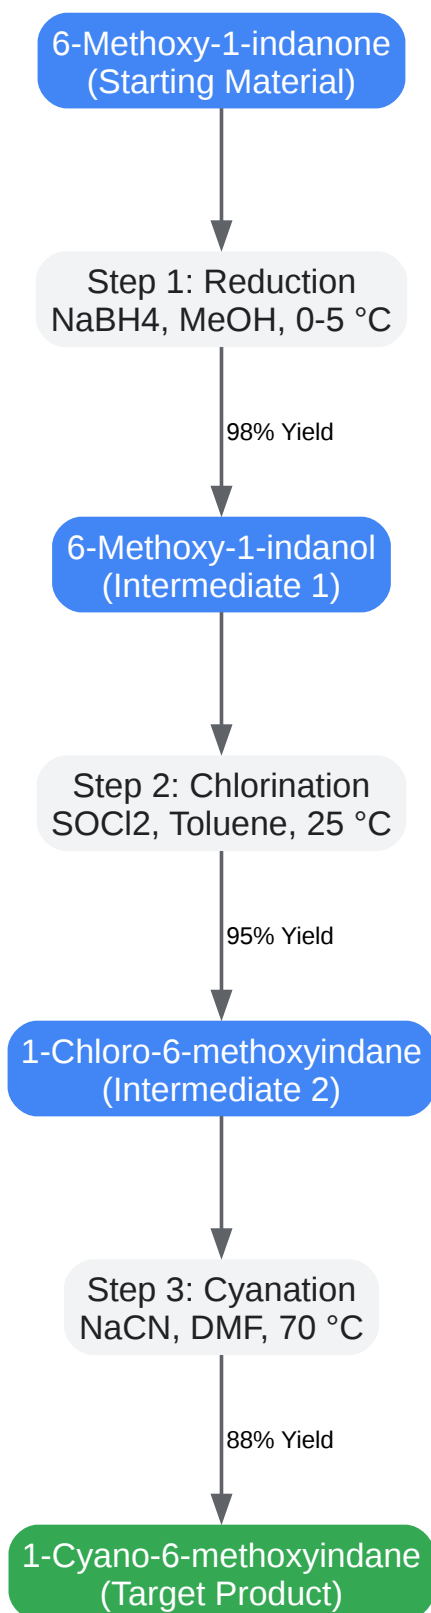 6-Methoxy-1-indanone
(Starting Material)
Step 1: Reduction
NaBH4, MeOH, 0-5 °C
98% Yield
6-Methoxy-1-indanol
(Intermediate 1)
Step 2: Chlorination
SOCl2, Toluene, 25 °C
95% Yield
1-Chloro-6-methoxyindane
(Intermediate 2)
Step 3: Cyanation
NaCN, DMF, 70 °C
88% Yield
1-Cyano-6-methoxyindane
(Target Product)